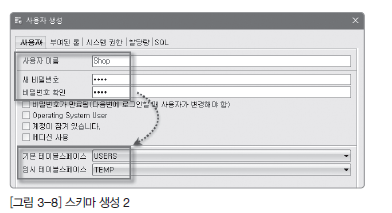 사용자 생성
사용자 부여된 롤 시스템 권한 할당량 SQL
사용자 이름 Shop
새 비밀번호 ••••
비밀번호 확인 ••••
비밀번호가 만료됨(다음번에 로그인할 때 사용자가 변경해야 함)
Operating System User
계정이 잠겨 있습니다.
에디션 사용
기본 테이블스페이스 USERS
임시 테이블스페이스 TEMP
[그림 3-8] 스키마 생성 2